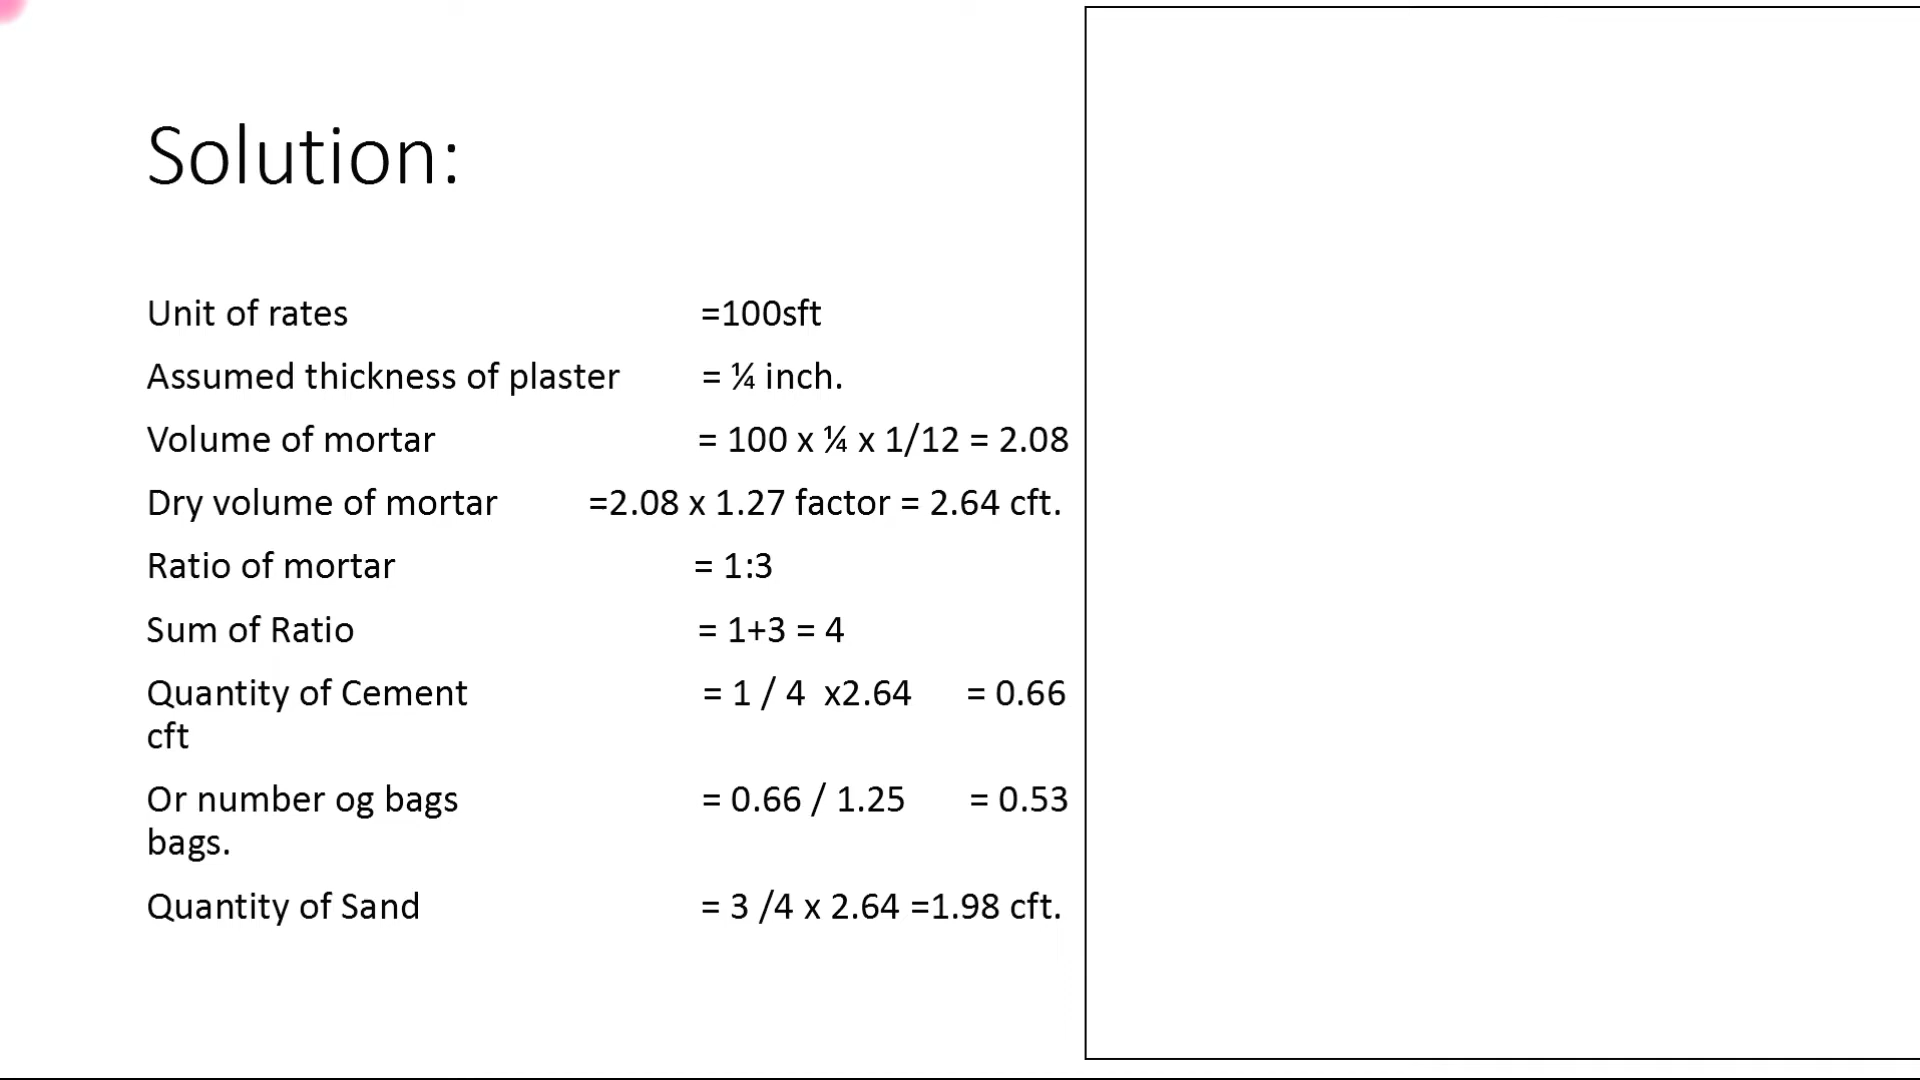 Solution:
Unit of rates =100sft
Assumed thickness of plaster = ¼ inch.
Volume of mortar = 100 x ¼ x 1/12 = 2.08
Dry volume of mortar =2.08 x 1.27 factor = 2.64 cft.
Ratio of mortar = 1:3
Sum of Ratio = 1+3 = 4
Quantity of Cement = 1 / 4 x2.64 = 0.66
cft
Or number og bags = 0.66 / 1.25 = 0.53
bags.
Quantity of Sand = 3 /4 x 2.64 =1.98 cft.